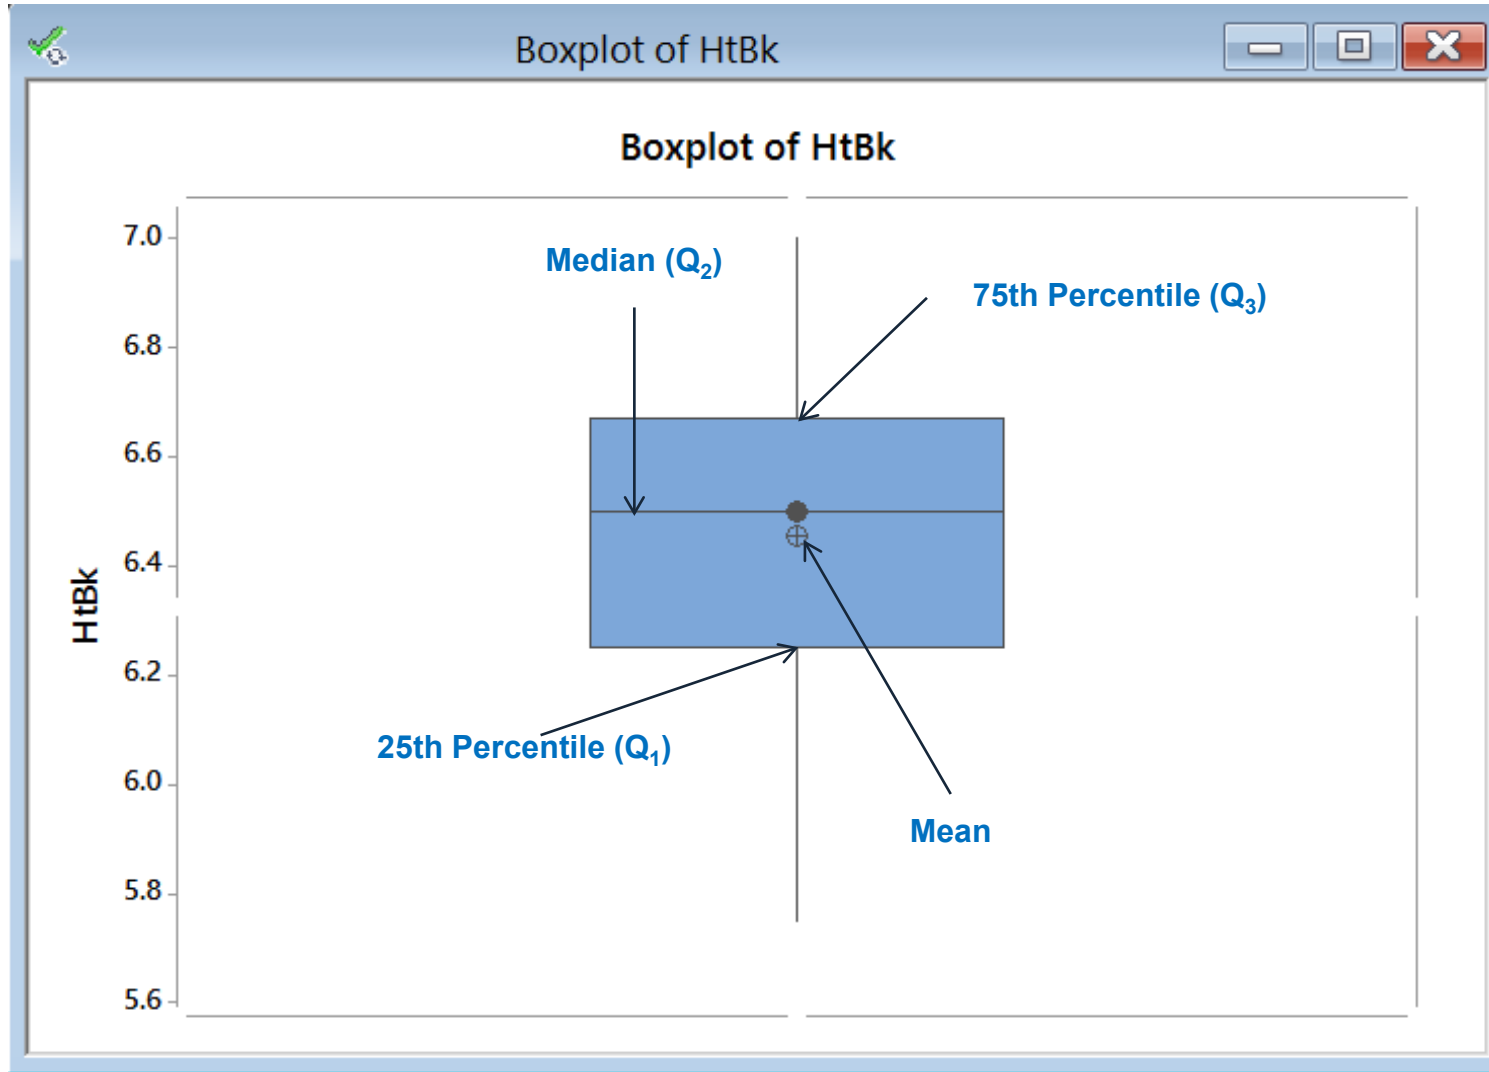 Boxplot of HtBk
Boxplot of HtBk
7.0
Median (Q2)
75th Percentile (Q3)
6.8
6.6
6.4
HtBk
6.2
25th Percentile (Q1)
6.0
Mean
5.8
5.6